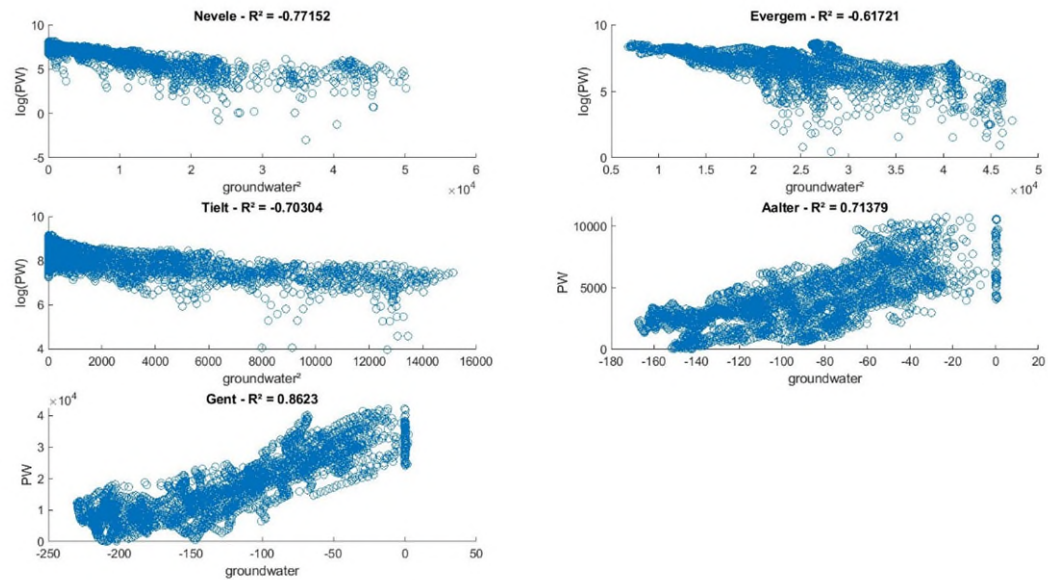 Nevele - R² = -0.77152
10
5
0
-5
log(PW)
0 1 2 3 4 5 6
×10⁴
groundwater²
Evergem - R² = -0.61721
10
5
0
log(PW)
0.5 1 1.5 2 2.5 3 3.5 4 4.5 5
×10⁴
groundwater²
Tielt - R² = -0.70304
10
8
6
4
log(PW)
0 2000 4000 6000 8000 10000 12000 14000 16000
groundwater²
Aalter - R² = 0.71379
10000
5000
0
PW
-180 -160 -140 -120 -100 -80 -60 -40 -20 0 20
groundwater
×10⁴
Gent - R² = 0.8623
4
3
2
1
0
PW
-250 -200 -150 -100 -50 0 50
groundwater